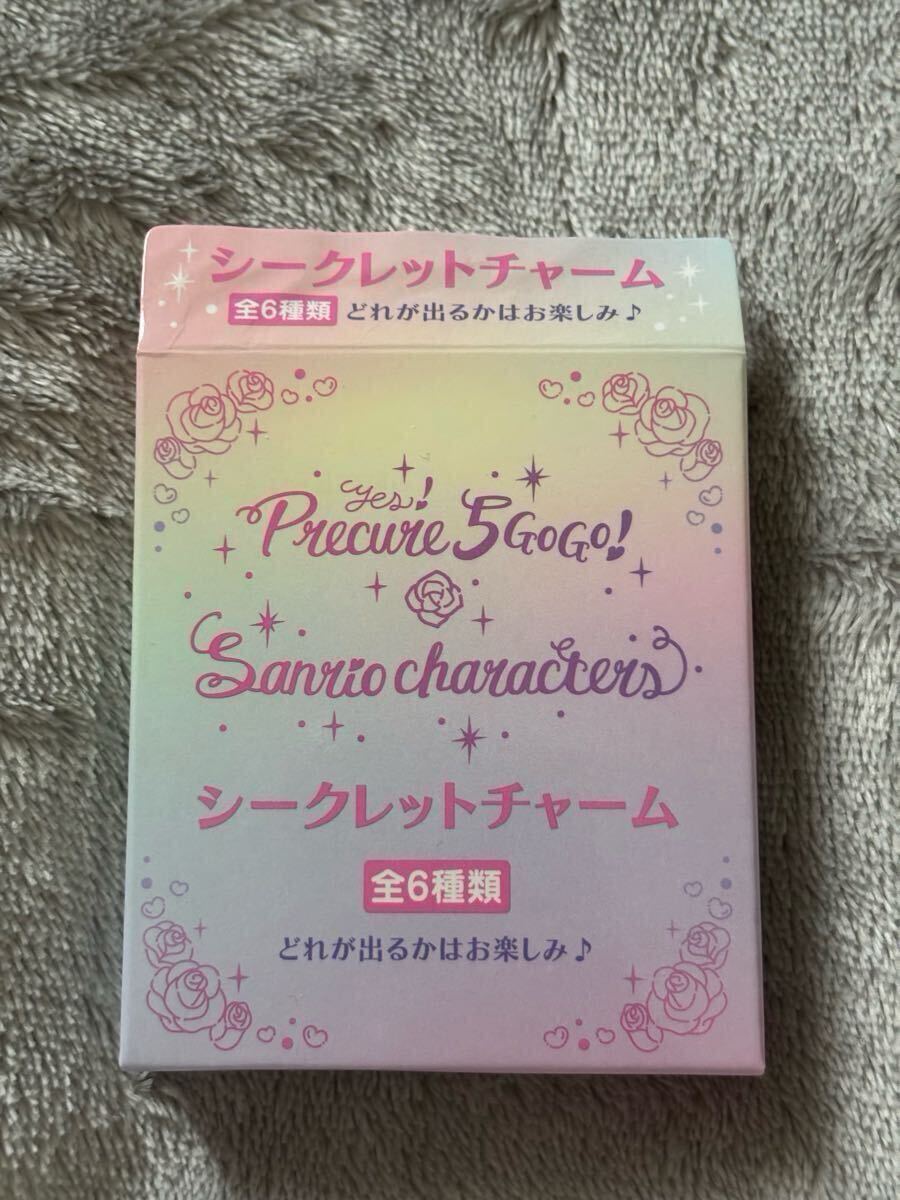 シークレットチャーム
全6種類 どれが出るかはお楽しみ♪
yes!
Precure 5GoGo!
Sanrio characters
シークレットチャーム
全6種類
どれが出るかはお楽しみ♪